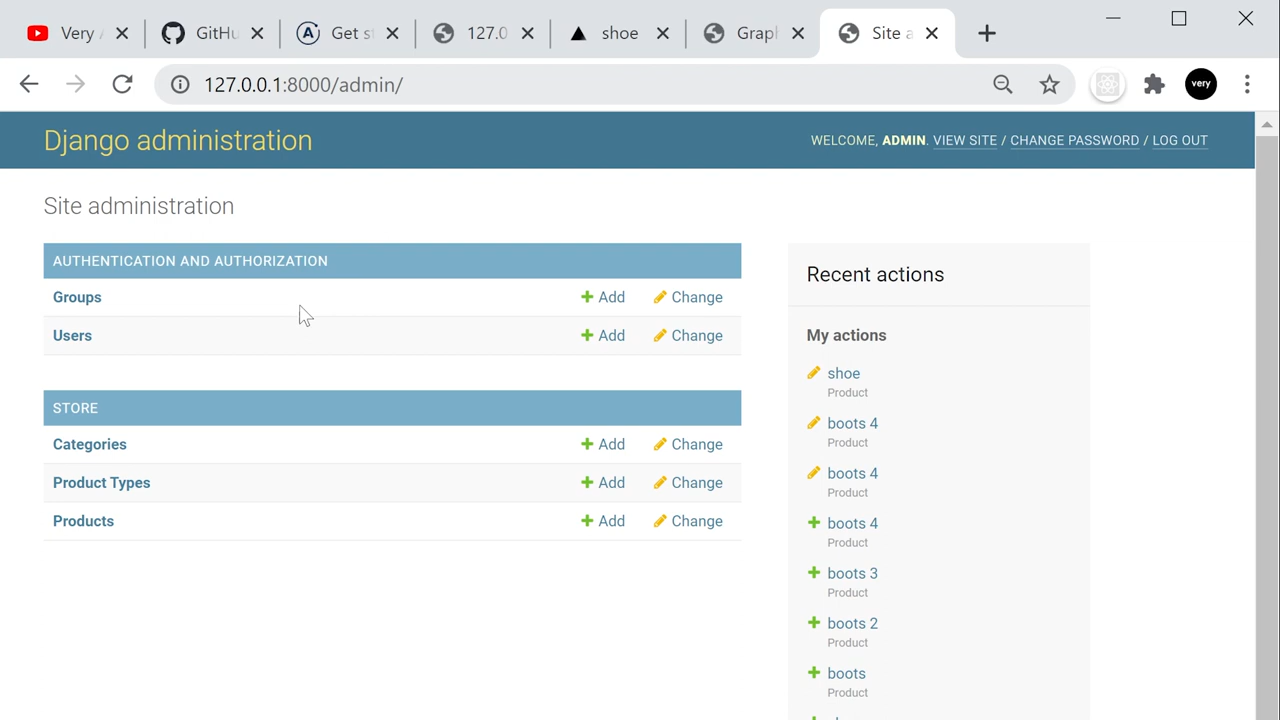 Very
GitHu
Get s
127.0
shoe
Grap
Site a
127.0.0.1:8000/admin/
very
Django administration
WELCOME, ADMIN. VIEW SITE / CHANGE PASSWORD / LOG OUT
Site administration
AUTHENTICATION AND AUTHORIZATION
Groups Add Change
Users Add Change
STORE
Categories Add Change
Product Types Add Change
Products Add Change
Recent actions
My actions
shoe
Product
boots 4
Product
boots 4
Product
boots 4
Product
boots 3
Product
boots 2
Product
boots
Product